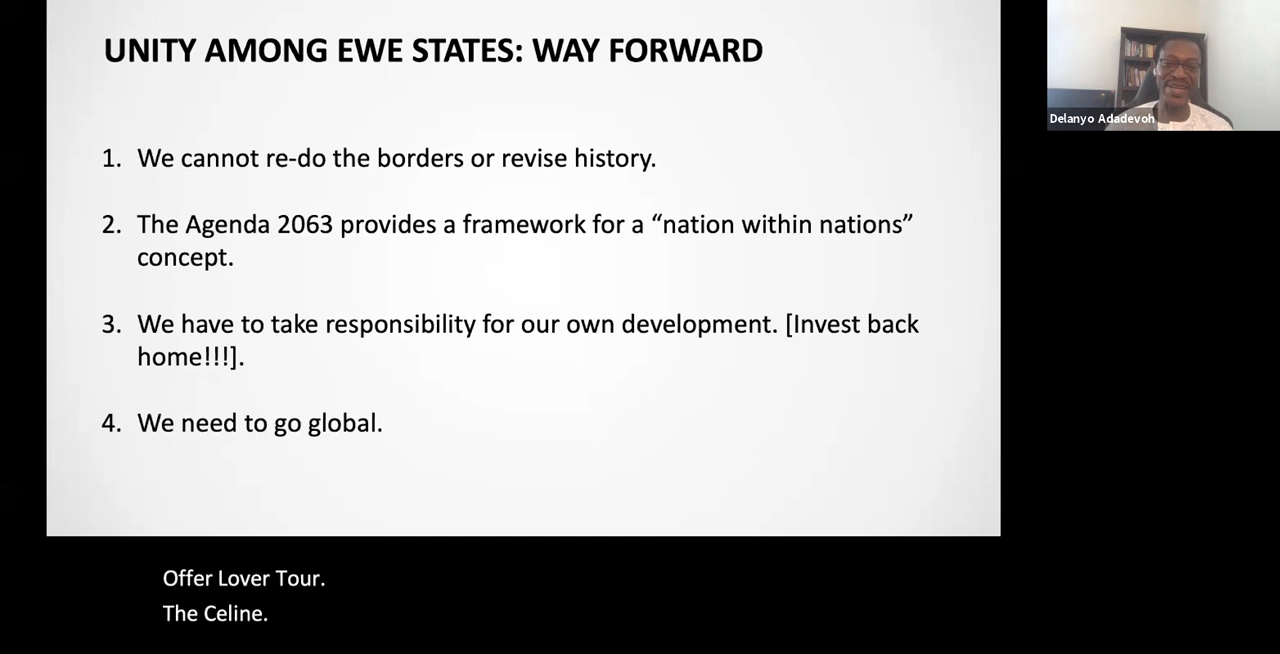 UNITY AMONG EWE STATES: WAY FORWARD
1. We cannot re-do the borders or revise history.
2. The Agenda 2063 provides a framework for a “nation within nations”
concept.
3. We have to take responsibility for our own development. [Invest back
home!!!].
4. We need to go global.
Delanyo Adadevoh
Offer Lover Tour.
The Celine.